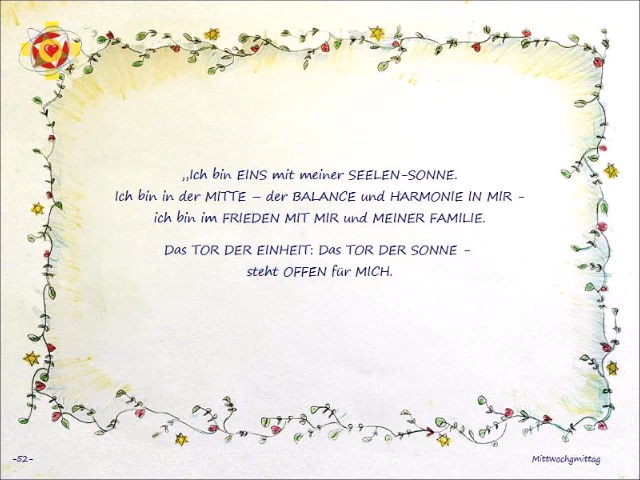 „Ich bin EINS mit meiner SEELEN-SONNE.
Ich bin in der MITTE – der BALANCE und HARMONIE IN MIR -
ich bin im FRIEDEN MIT MIR und MEINER FAMILIE.
Das TOR DER EINHEIT: Das TOR DER SONNE -
steht OFFEN für MICH.
-52-
Mittwochgmittag